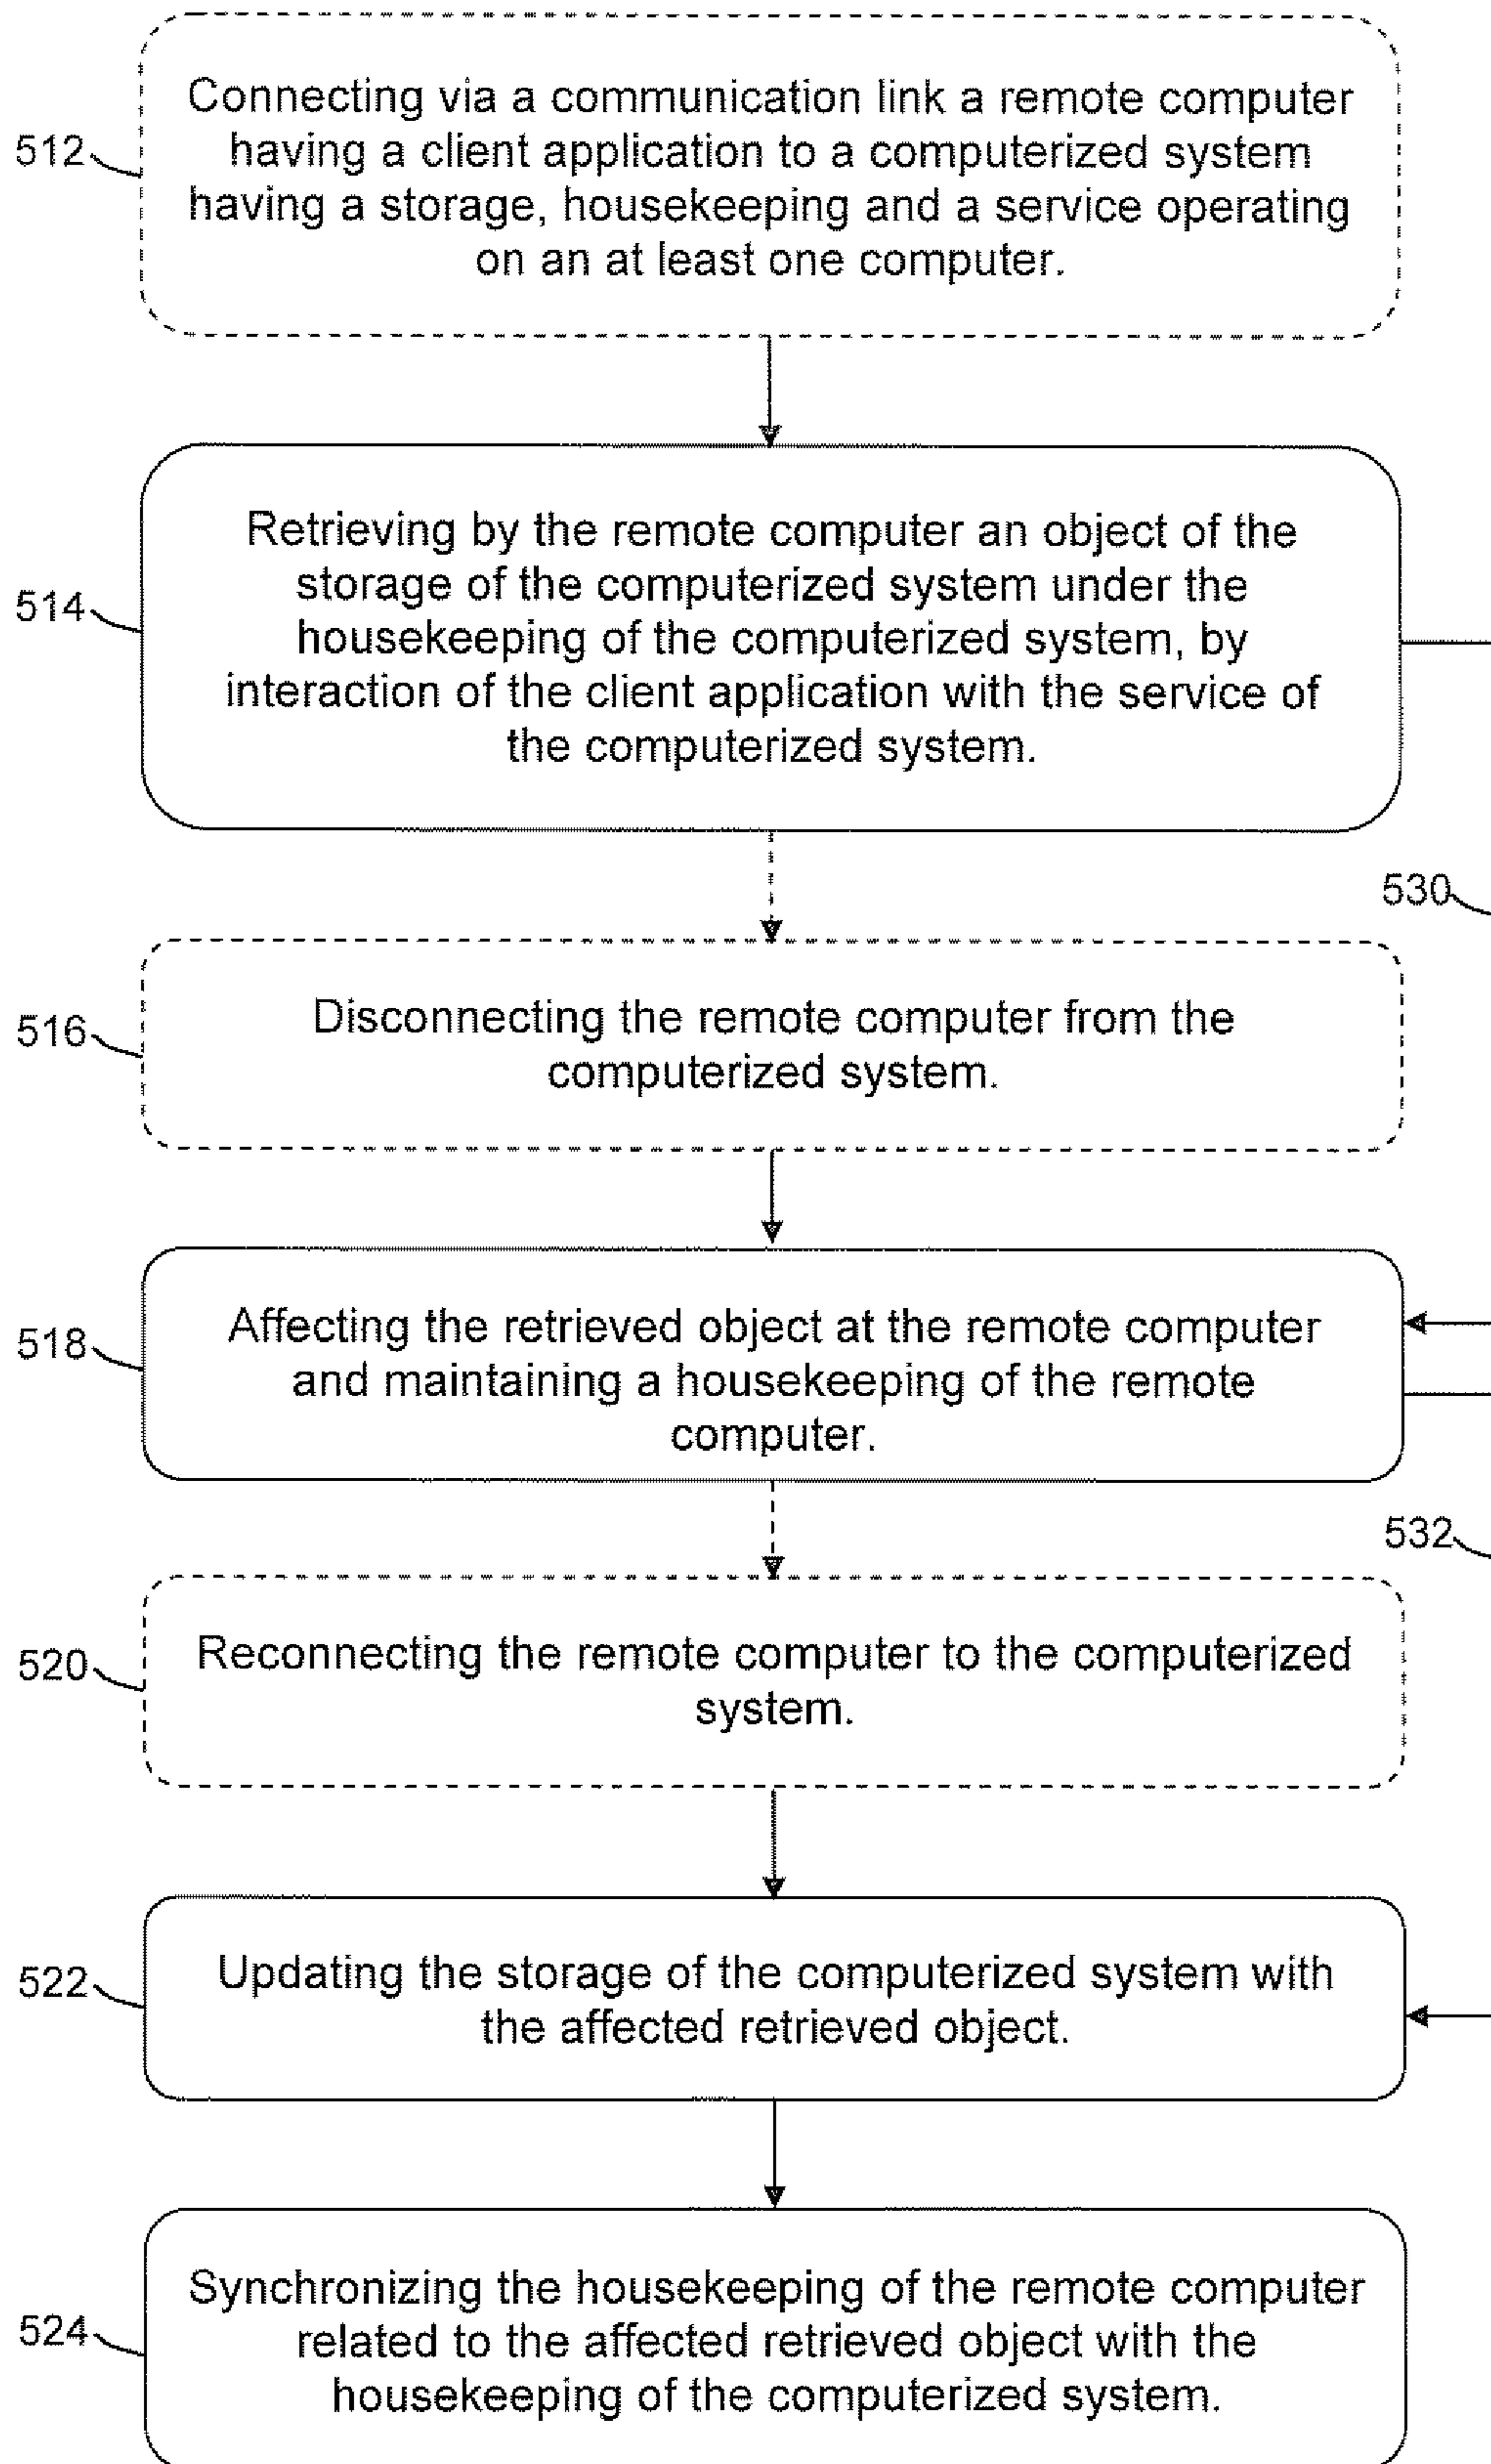 Connecting via a communication link a remote computer
having a client application to a computerized system
512
having a storage, housekeeping and a service operating
on an at least one computer.
Retrieving by the remote computer an object of the
storage of the computerized system under the
514
housekeeping of the computerized system, by
interaction of the client application with the service of
the computerized system.
530
Disconnecting the remote computer from the
516
computerized system.
Affecting the retrieved object at the remote computer
518
and maintaining a housekeeping of the remote
computer.
532
Reconnecting the remote computer to the computerized
520
system.
Updating the storage of the computerized system with
522
the affected retrieved object.
Synchronizing the housekeeping of the remote computer
524
related to the affected retrieved object with the
housekeeping of the computerized system.